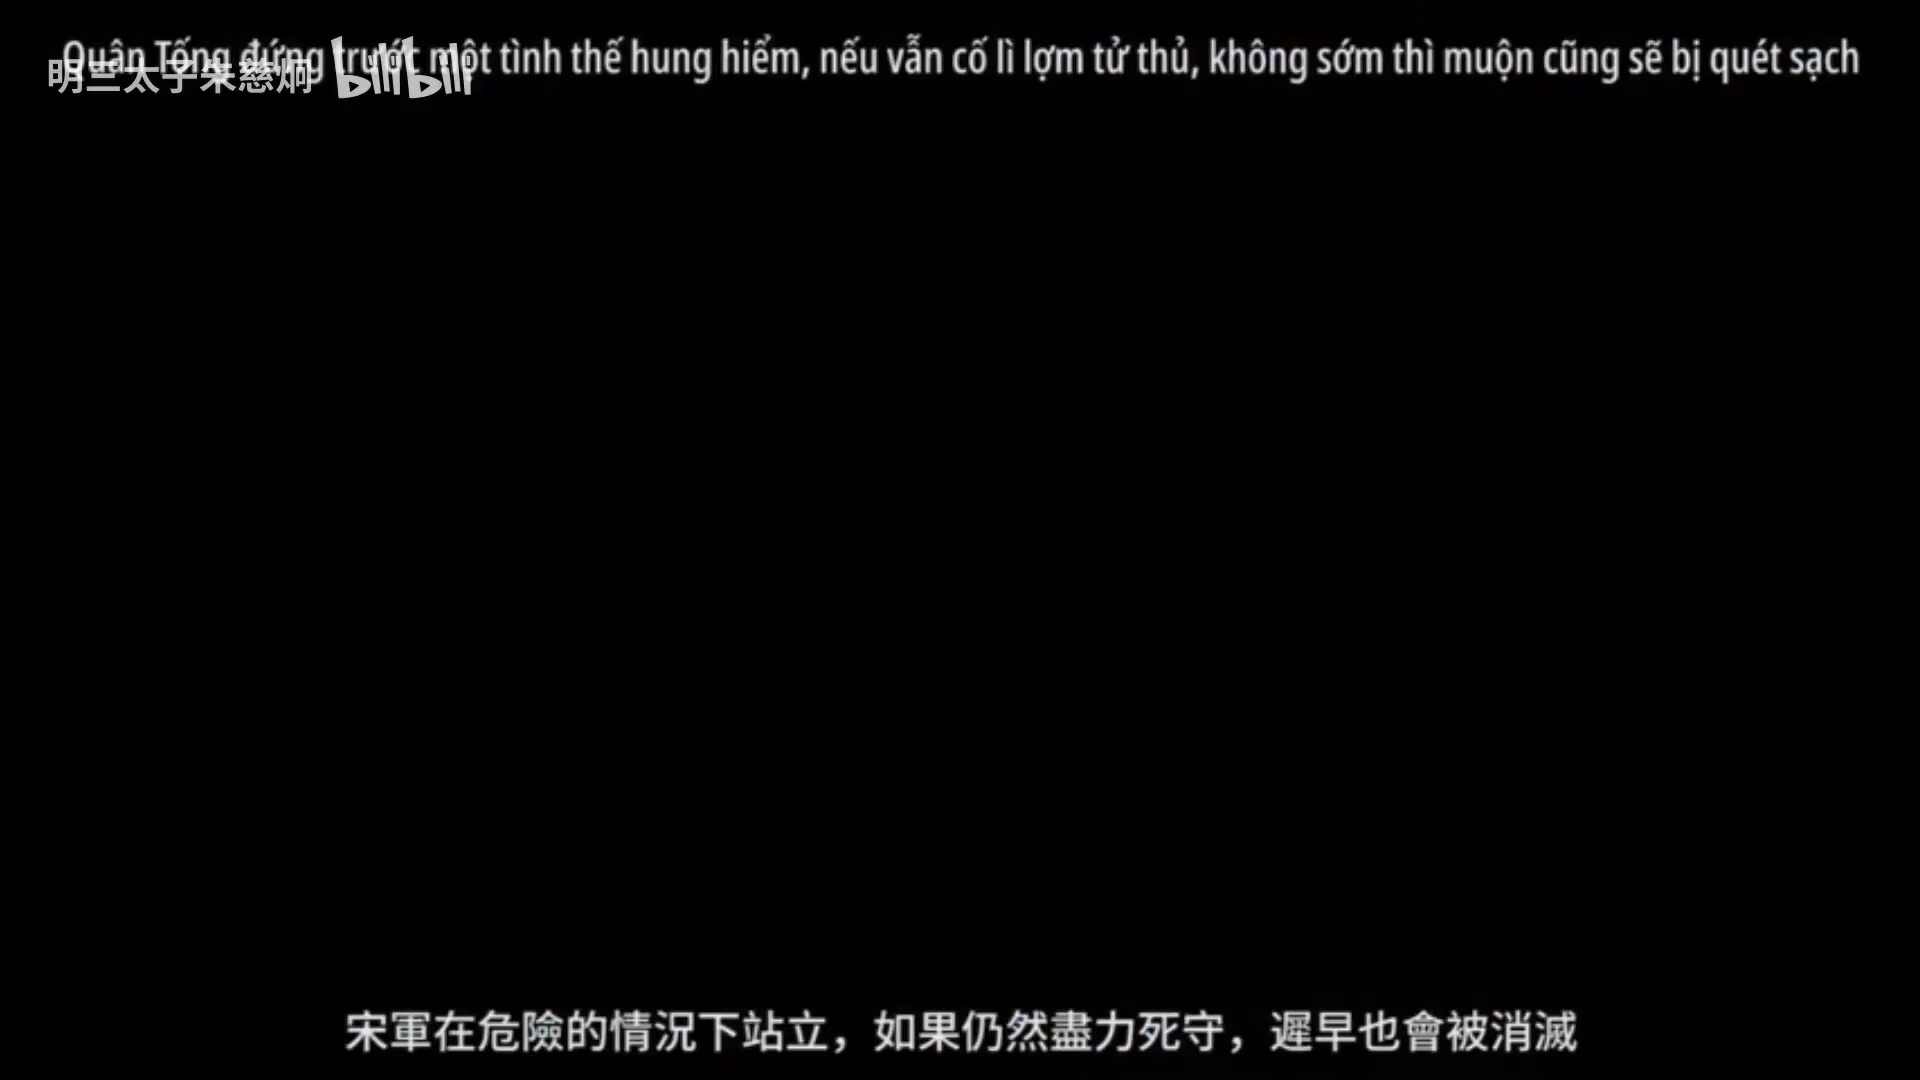 Quân Tống đứng trước một tình thế hung hiểm, nếu vẫn cố lì lợm tử thủ, không sớm thì muộn cũng sẽ bị quét sạch
明三太子朱慈炯 bilibili
宋軍在危險的情況下站立，如果仍然盡力死守，遲早也會被消滅